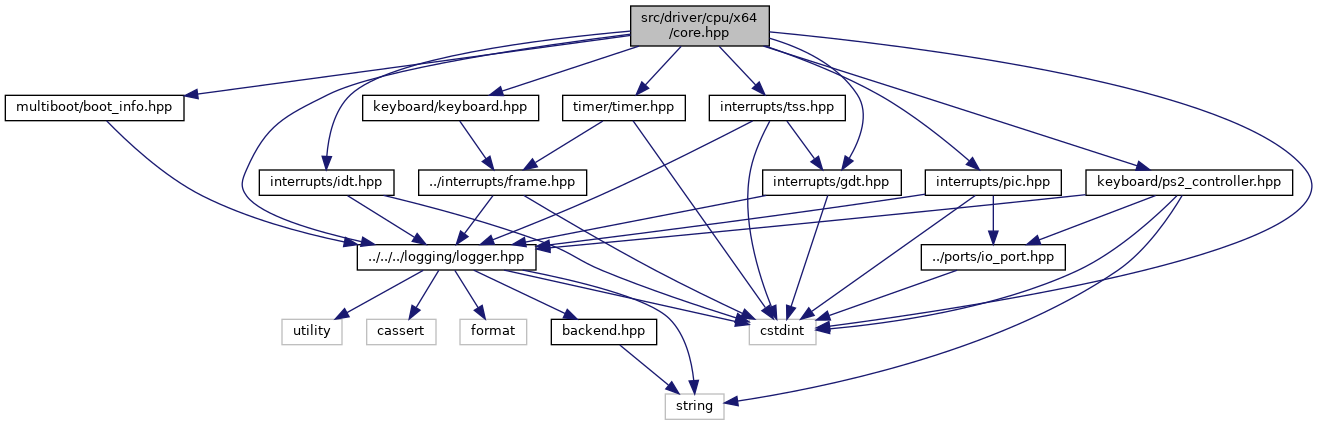 src/driver/cpu/x64
/core.hpp
multiboot/boot_info.hpp
keyboard/keyboard.hpp
timer/timer.hpp
interrupts/tss.hpp
interrupts/idt.hpp
../interrupts/frame.hpp
interrupts/gdt.hpp
interrupts/pic.hpp
keyboard/ps2_controller.hpp
../../../logging/logger.hpp
../ports/io_port.hpp
utility
cassert
format
backend.hpp
cstdint
string